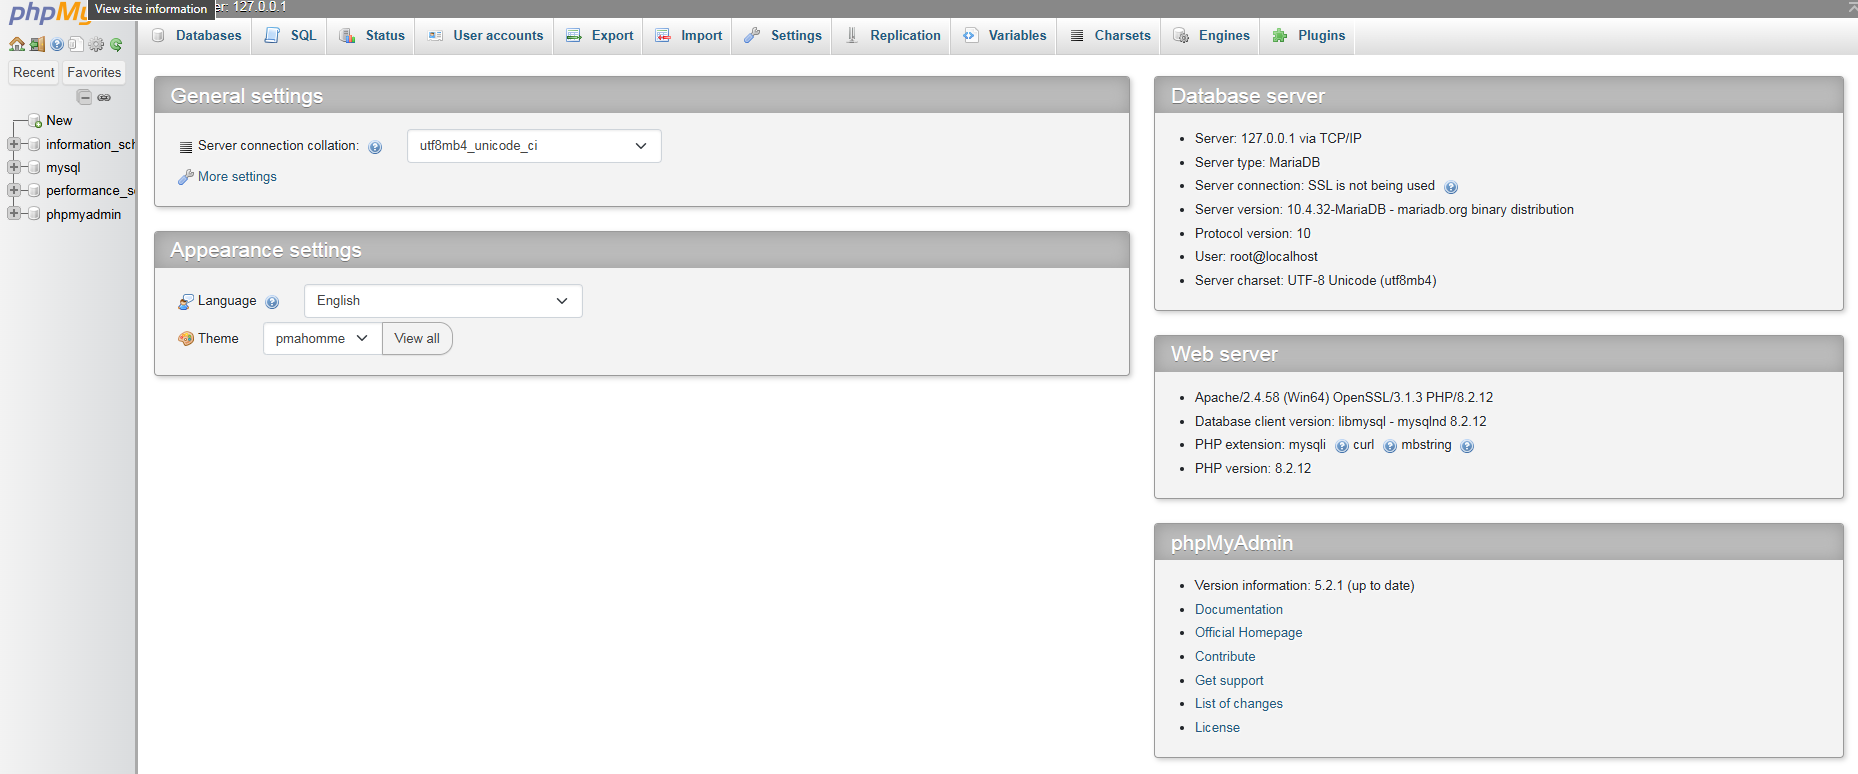 phpMy
View site information
er: 127.0.0.1
Databases
SQL
Status
User accounts
Export
Import
Settings
Replication
Variables
Charsets
Engines
Plugins
Recent
Favorites
New
information_sch
mysql
performance_s
phpmyadmin
General settings
Server connection collation:
utf8mb4_unicode_ci
More settings
Appearance settings
Language
English
Theme
pmahomme
View all
Database server
Server: 127.0.0.1 via TCP/IP
Server type: MariaDB
Server connection: SSL is not being used
Server version: 10.4.32-MariaDB - mariadb.org binary distribution
Protocol version: 10
User: root@localhost
Server charset: UTF-8 Unicode (utf8mb4)
Web server
Apache/2.4.58 (Win64) OpenSSL/3.1.3 PHP/8.2.12
Database client version: libmysql - mysqlnd 8.2.12
PHP extension: mysqli curl mbstring
PHP version: 8.2.12
phpMyAdmin
Version information: 5.2.1 (up to date)
Documentation
Official Homepage
Contribute
Get support
List of changes
License